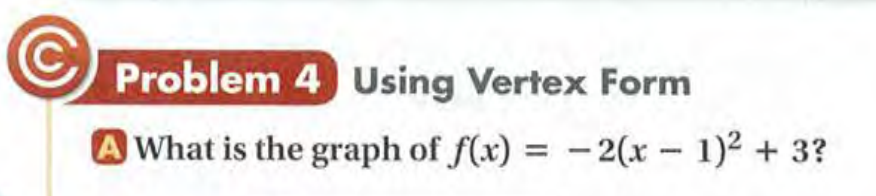 ©
Problem 4 Using Vertex Form
A What is the graph of f(x) = −2(x − 1)² + 3?